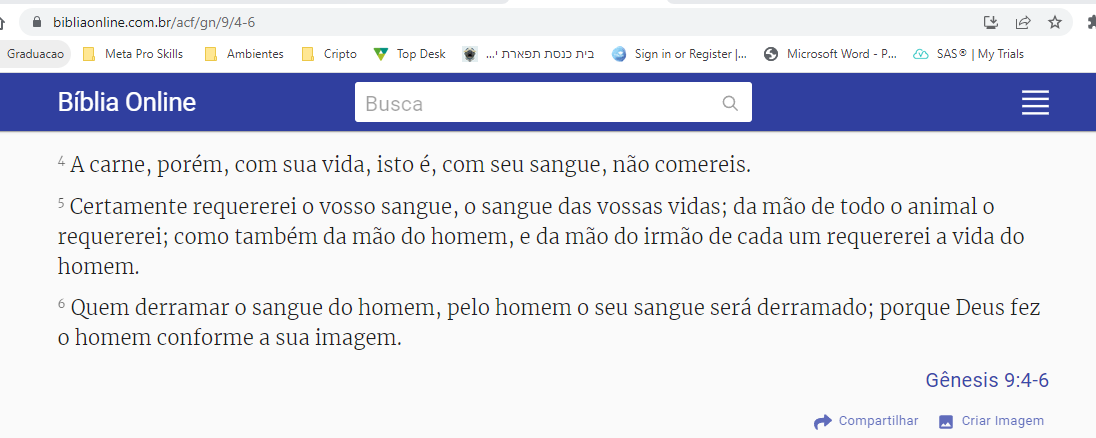 bibliaonline.com.br/acf/gn/9/4-6
Graduacao Meta Pro Skills Ambientes Cripto Top Desk בית כנסת תפארת י... Sign in or Register |... Microsoft Word - P... SAS® | My Trials
Bíblia Online Busca
4 A carne, porém, com sua vida, isto é, com seu sangue, não comereis.
5 Certamente requererei o vosso sangue, o sangue das vossas vidas; da mão de todo o animal o
requererei; como também da mão do homem, e da mão do irmão de cada um requererei a vida do
homem.
6 Quem derramar o sangue do homem, pelo homem o seu sangue será derramado; porque Deus fez
o homem conforme a sua imagem.
Gênesis 9:4-6
Compartilhar Criar Imagem